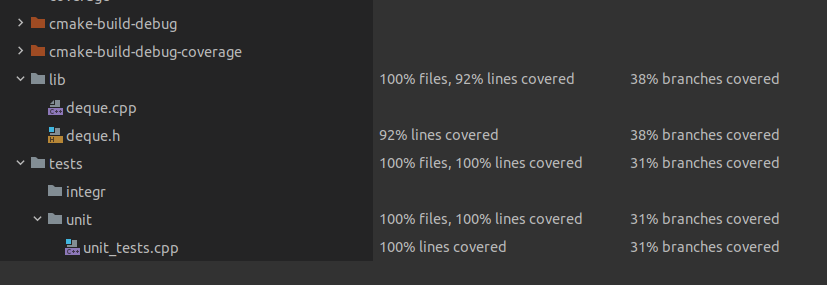 coverage
cmake-build-debug
cmake-build-debug-coverage
lib 100% files, 92% lines covered 38% branches covered
deque.cpp
deque.h 92% lines covered 38% branches covered
tests 100% files, 100% lines covered 31% branches covered
integr
unit 100% files, 100% lines covered 31% branches covered
unit_tests.cpp 100% lines covered 31% branches covered